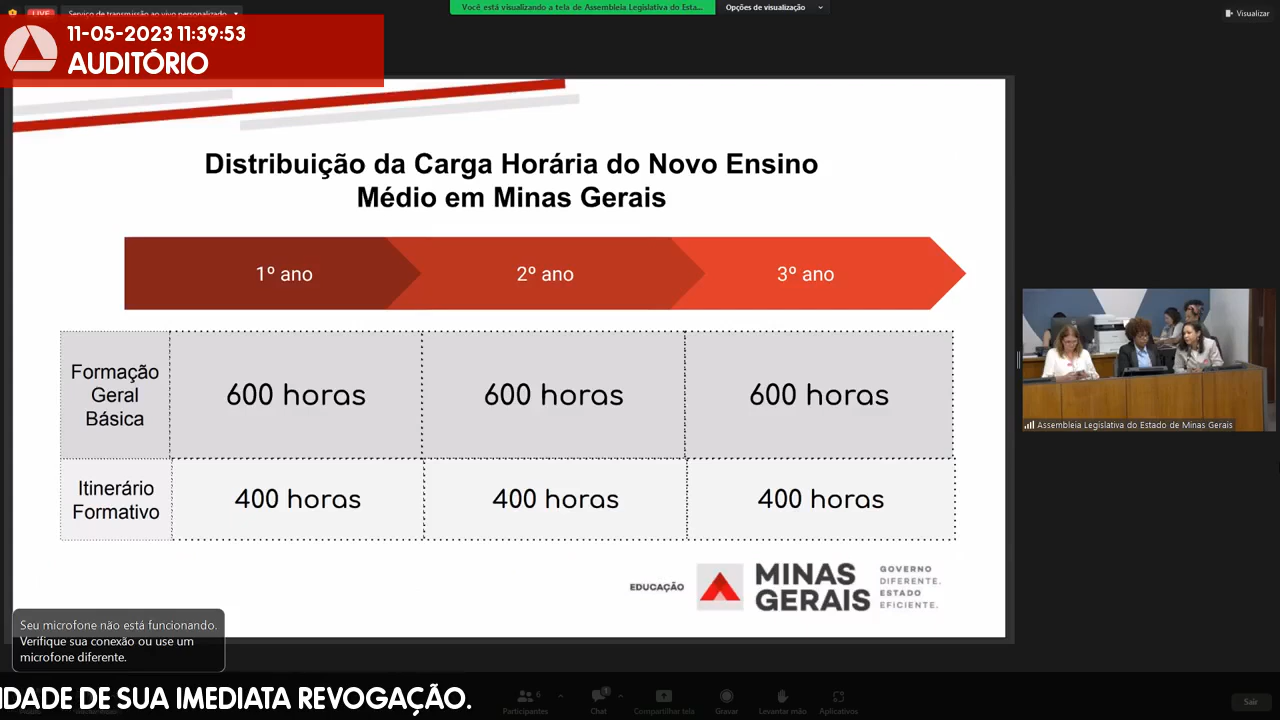 LIVE
Serviço de transmissão ao vivo personalizado
Você está visualizando a tela de Assembleia Legislativa do Esta...
Opções de visualização
Visualizar
11-05-2023 11:39:53
AUDITÓRIO
Distribuição da Carga Horária do Novo Ensino
Médio em Minas Gerais
1º ano 2º ano 3º ano
Formação
Geral
Básica
600 horas 600 horas 600 horas
Itinerário
Formativo
400 horas 400 horas 400 horas
EDUCAÇÃO
MINAS
GERAIS
GOVERNO
DIFERENTE.
ESTADO
EFICIENTE.
Assembleia Legislativa do Estado de Minas Gerais
Seu microfone não está funcionando.
Verifique sua conexão ou use um
microfone diferente.
IDADE DE SUA IMEDIATA REVOGAÇÃO.
6
1
Participantes Chat Compartilhar tela Gravar Levantar mão Aplicativos
Sair